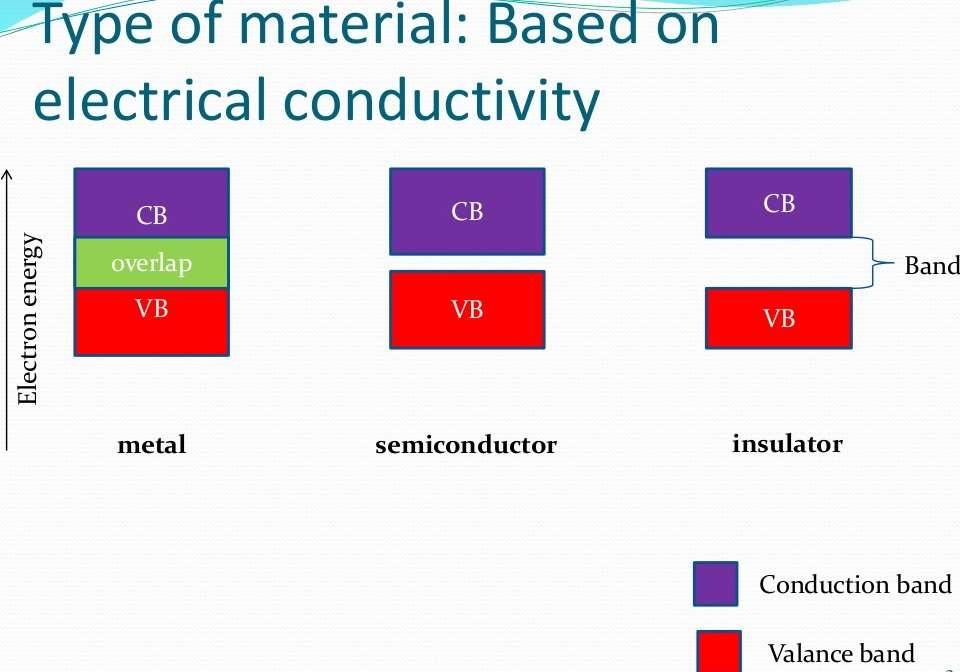 Type of material: Based on
electrical conductivity
Electron energy
CB
overlap
VB
metal
CB
VB
semiconductor
CB
VB
insulator
Band
Conduction band
Valance band